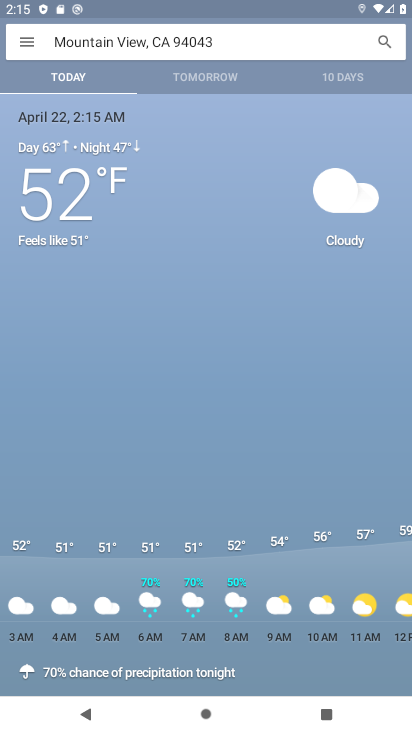 2:15
Mountain View, CA 94043
TODAY TOMORROW 10 DAYS
April 22, 2:15 AM
Day 63°↑ • Night 47°↓
52°F
Feels like 51°
Cloudy
52° 51° 51° 51° 51° 52° 54° 56° 57° 59
70% 70% 50%
3 AM 4 AM 5 AM 6 AM 7 AM 8 AM 9 AM 10 AM 11 AM 12 P
70% chance of precipitation tonight